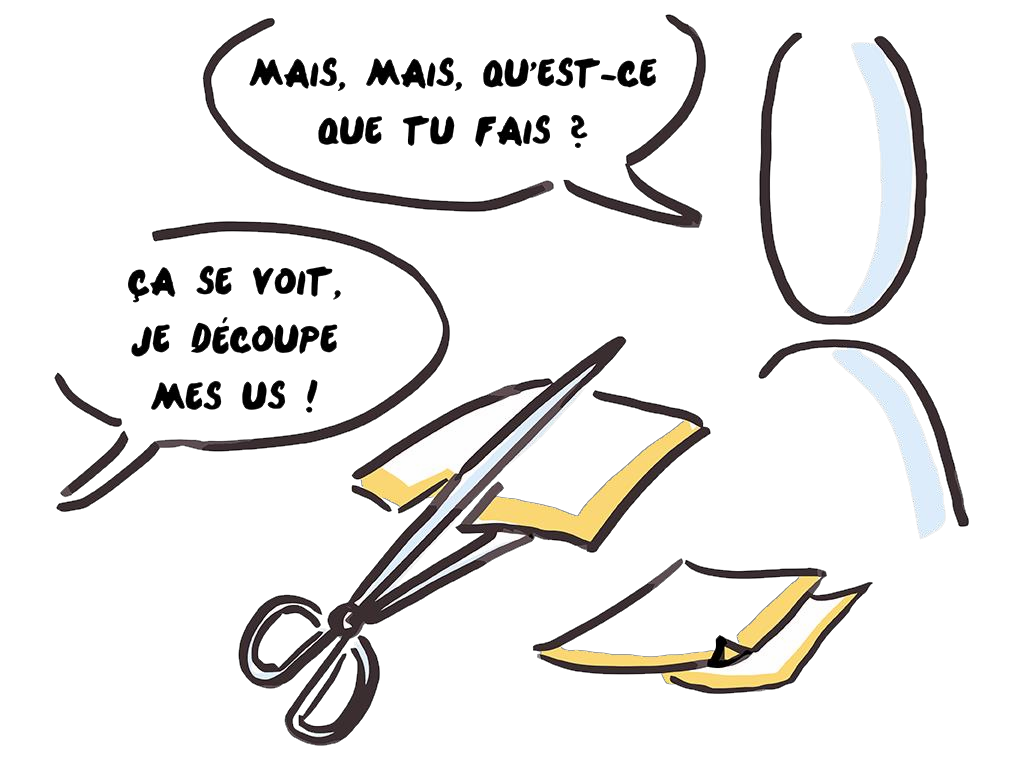 MAIS, MAIS, QU'EST-CE
QUE TU FAIS ?
ÇA SE VOIT,
JE DÉCOUPE
MES US !